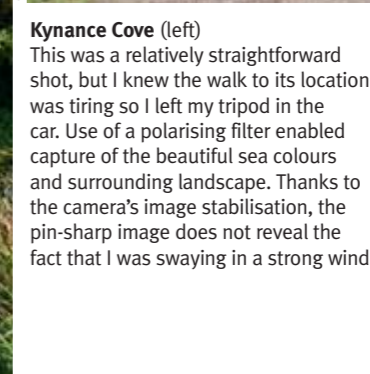 Kynance Cove (left)
This was a relatively straightforward
shot, but I knew the walk to its location
was tiring so I left my tripod in the
car. Use of a polarising filter enabled
capture of the beautiful sea colours
and surrounding landscape. Thanks to
the camera’s image stabilisation, the
pin-sharp image does not reveal the
fact that I was swaying in a strong wind